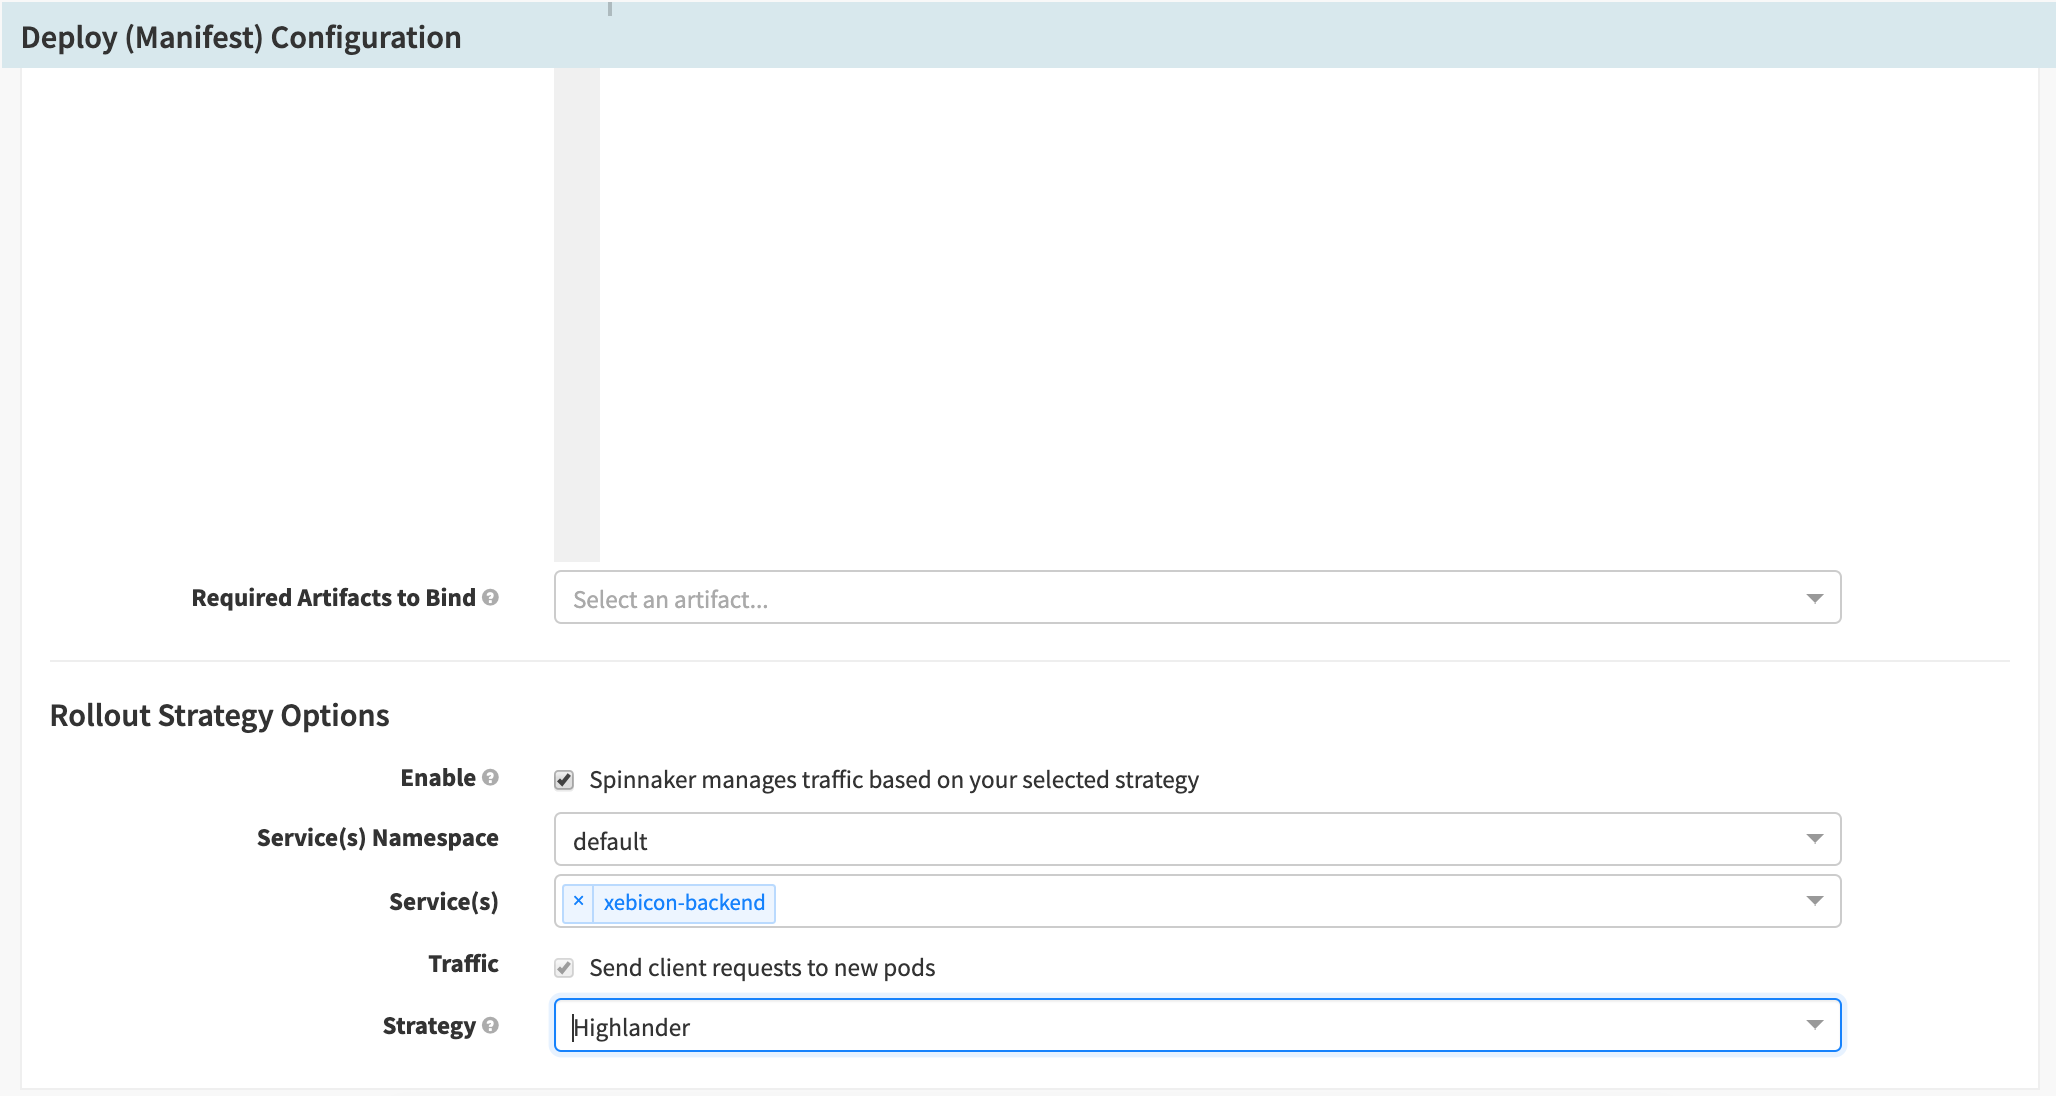 Deploy (Manifest) Configuration
Required Artifacts to Bind ?
Select an artifact...
Rollout Strategy Options
Enable ?
Spinnaker manages traffic based on your selected strategy
Service(s) Namespace
default
Service(s)
× xebicon-backend
Traffic
Send client requests to new pods
Strategy ?
Highlander